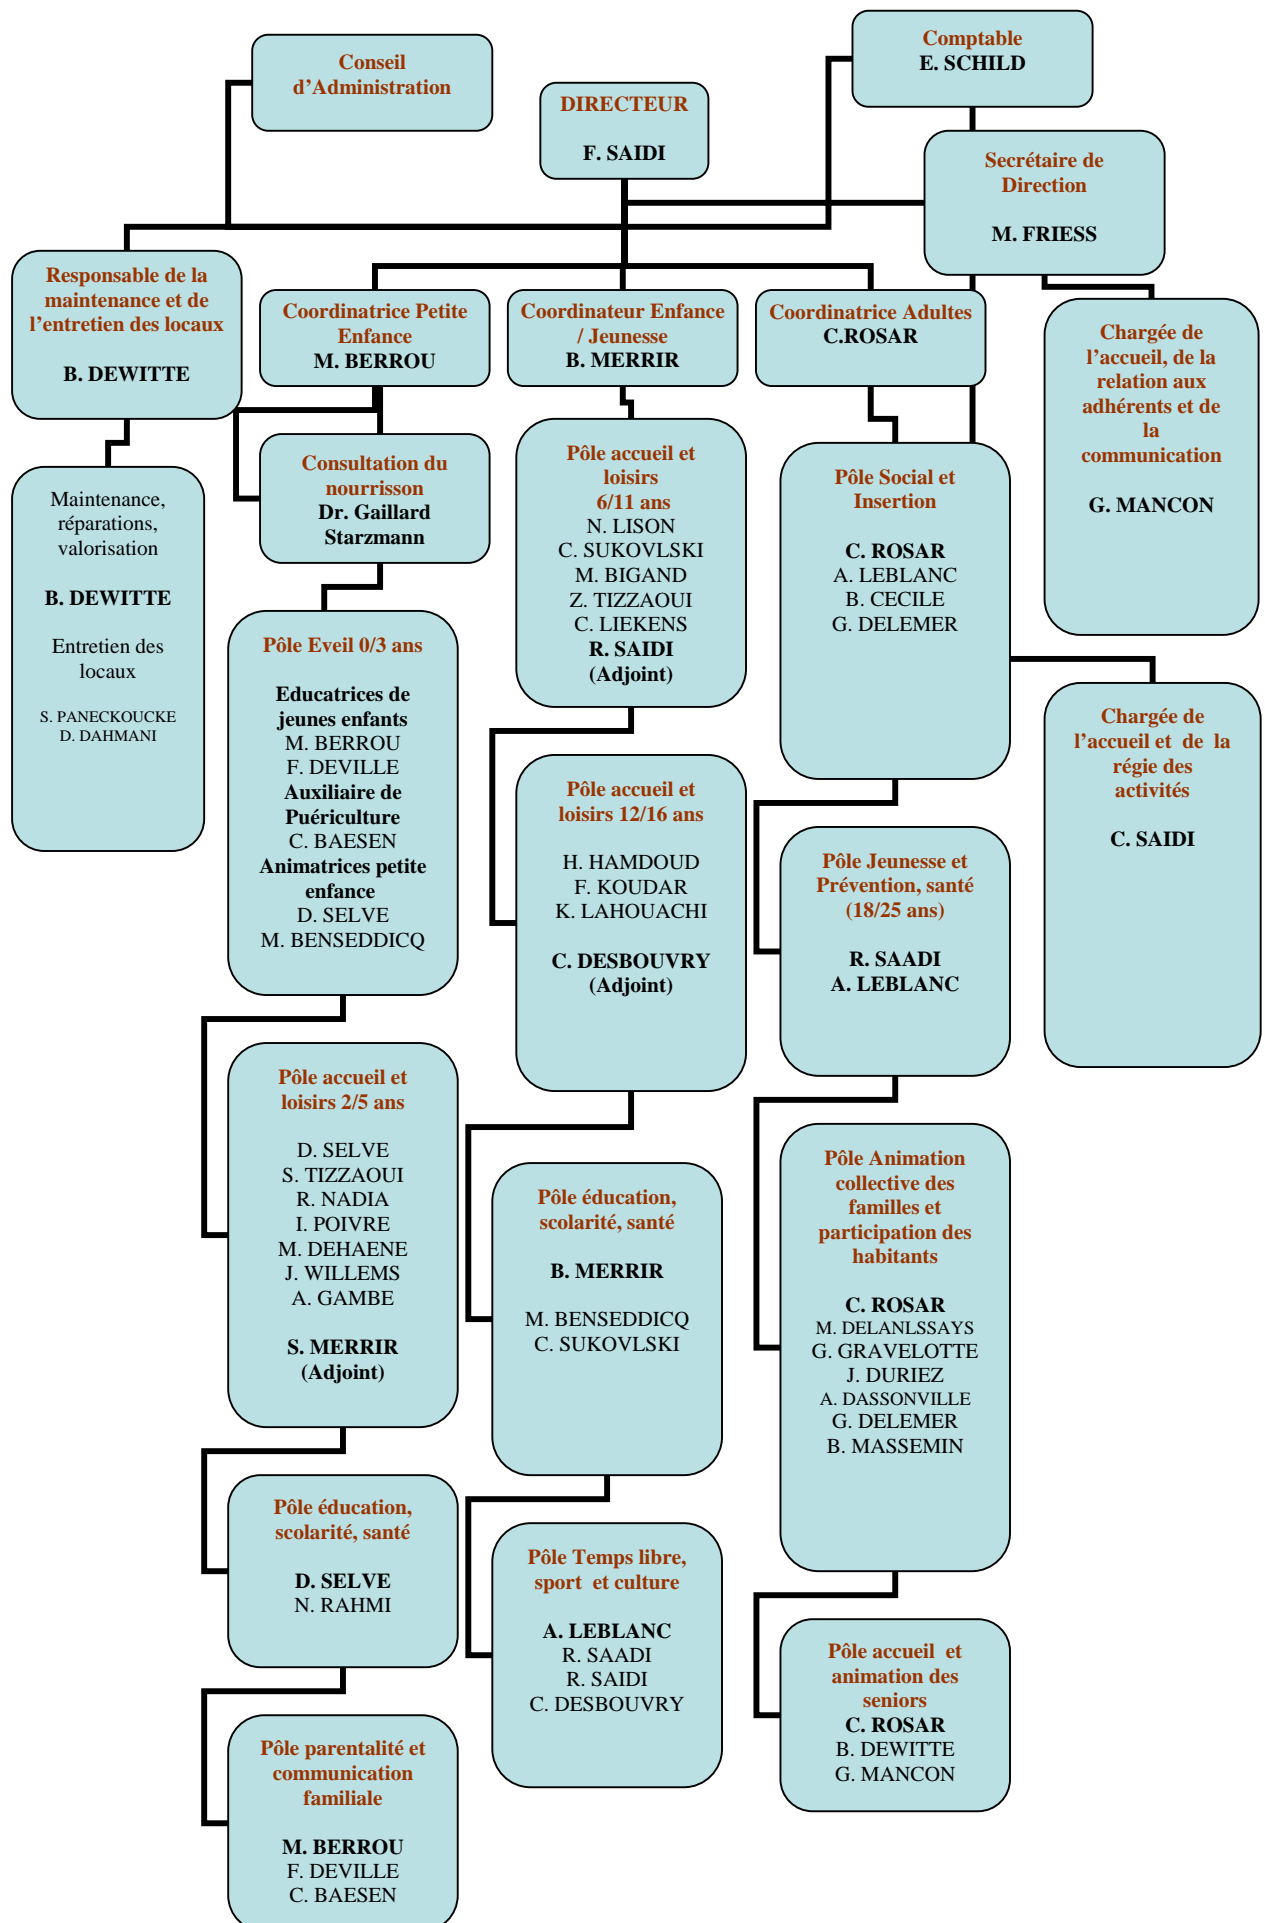 Conseil
d'Administration
Comptable
E. SCHILD
DIRECTEUR
F. SAIDI
Secrétaire de
Direction
M. FRIESS
Responsable de la
maintenance et de
l'entretien des locaux
B. DEWITTE
Coordinatrice Petite
Enfance
M. BERROU
Coordinateur Enfance
/ Jeunesse
B. MERRIR
Coordinatrice Adultes
C.ROSAR
Chargée de
l'accueil, de la
relation aux
adhérents et de
la
communication
G. MANCON
Maintenance,
réparations,
valorisation
B. DEWITTE
Entretien des
locaux
S. PANECKOUCKE
D. DAHMANI
Consultation du
nourrisson
Dr. Gaillard
Starzmann
Pôle accueil et
loisirs
6/11 ans
N. LISON
C. SUKOVLSKI
M. BIGAND
Z. TIZZAOUI
C. LIEKENS
R. SAIDI
(Adjoint)
Pôle Social et
Insertion
C. ROSAR
A. LEBLANC
B. CECILE
G. DELEMER
Pôle Eveil 0/3 ans
Educatrices de
jeunes enfants
M. BERROU
F. DEVILLE
Auxiliaire de
Puériculture
C. BAESEN
Animatrices petite
enfance
D. SELVE
M. BENSEDDICQ
Chargée de
l'accueil et de la
régie des
activités
C. SAIDI
Pôle accueil et
loisirs 12/16 ans
H. HAMDOUD
F. KOUDAR
K. LAHOUACHI
C. DESBOUVRY
(Adjoint)
Pôle Jeunesse et
Prévention, santé
(18/25 ans)
R. SAADI
A. LEBLANC
Pôle accueil et
loisirs 2/5 ans
D. SELVE
S. TIZZAOUI
R. NADIA
I. POIVRE
M. DEHAENE
J. WILLEMS
A. GAMBE
S. MERRIR
(Adjoint)
Pôle éducation,
scolarité, santé
B. MERRIR
M. BENSEDDICQ
C. SUKOVLSKI
Pôle Animation
collective des
familles et
participation des
habitants
C. ROSAR
M. DELANLSSAYS
G. GRAVELOTTE
J. DURIEZ
A. DASSONVILLE
G. DELEMER
B. MASSEMIN
Pôle éducation,
scolarité, santé
D. SELVE
N. RAHMI
Pôle Temps libre,
sport et culture
A. LEBLANC
R. SAADI
R. SAIDI
C. DESBOUVRY
Pôle accueil et
animation des
seniors
C. ROSAR
B. DEWITTE
G. MANCON
Pôle parentalité et
communication
familiale
M. BERROU
F. DEVILLE
C. BAESEN